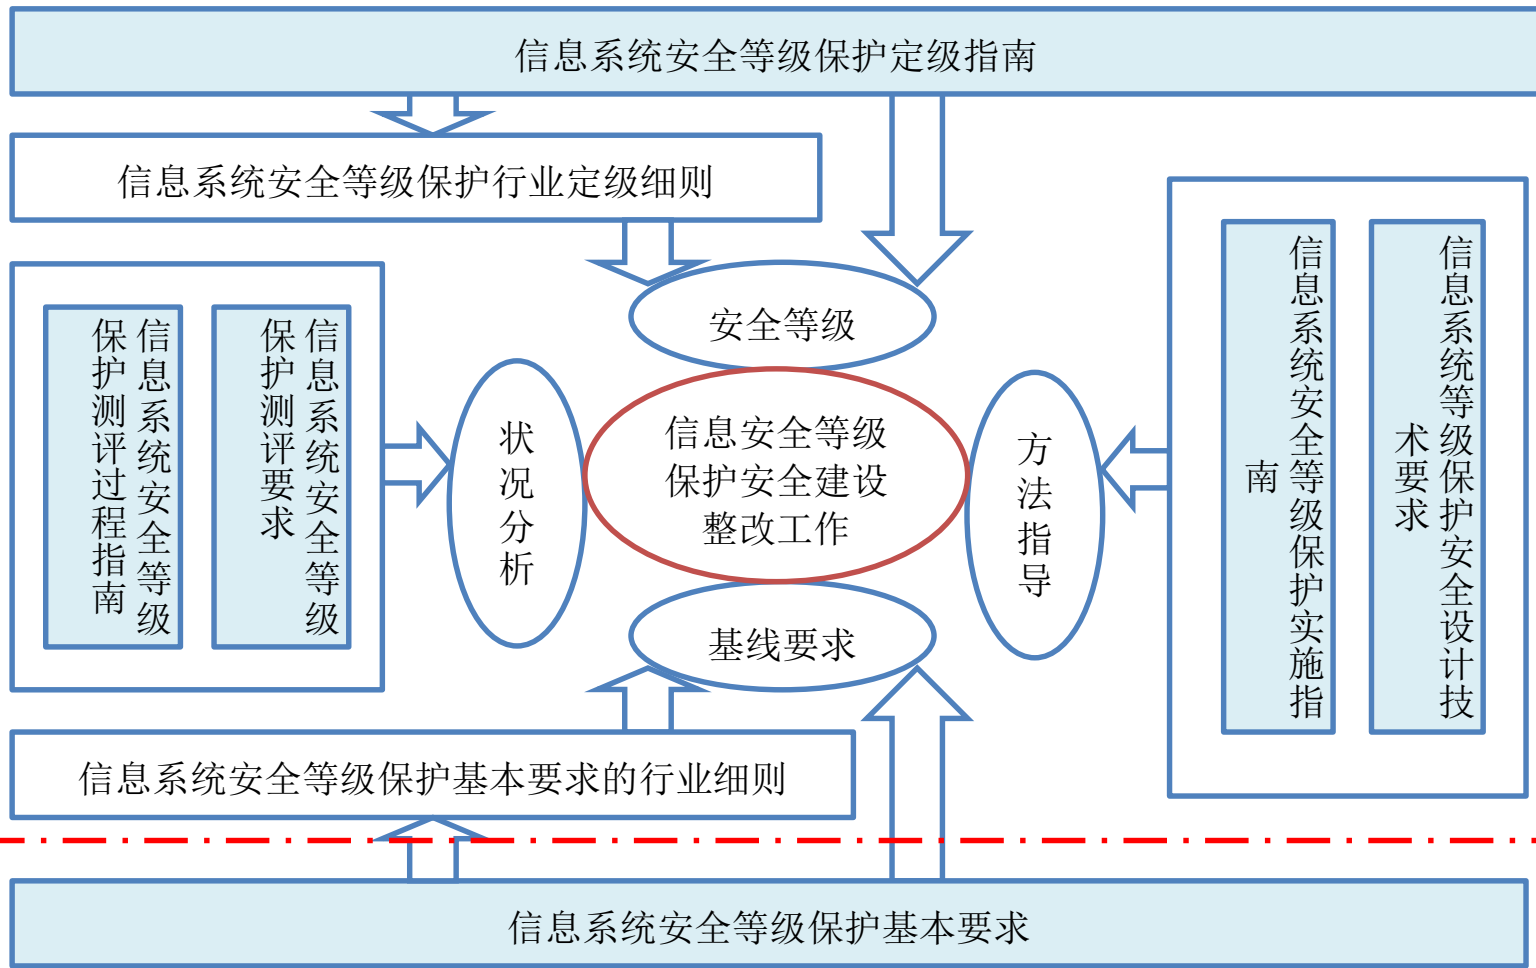 信息系统安全等级保护定级指南
信息系统安全等级保护行业定级细则
安全等级
信息系统安全等级
保护测评过程指南
信息系统安全等级
保护测评要求
状况分析
信息安全等级
保护安全建设
整改工作
方法指导
信息系统安全等级保护实施指
南
信息系统等级保护安全设计技
术要求
基线要求
信息系统安全等级保护基本要求的行业细则
信息系统安全等级保护基本要求